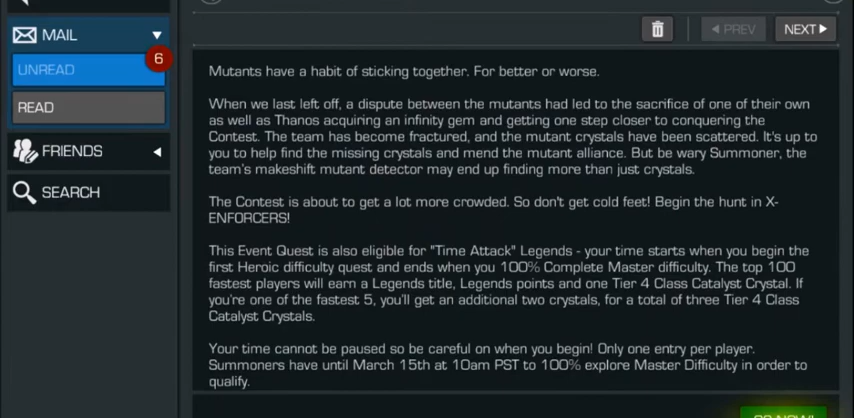 MAIL
6
UNREAD
READ
FRIENDS
SEARCH
PREV
NEXT
Mutants have a habit of sticking together. For better or worse.
When we last left off, a dispute between the mutants had led to the sacrifice of one of their own
as well as Thanos acquiring an infinity gem and getting one step closer to conquering the
Contest. The team has become fractured, and the mutant crystals have been scattered. It's up to
you to help find the missing crystals and mend the mutant alliance. But be wary Summoner, the
team's makeshift mutant detector may end up finding more than just crystals.
The Contest is about to get a lot more crowded. So don't get cold feet! Begin the hunt in X-
ENFORCERS!
This Event Quest is also eligible for "Time Attack" Legends - your time starts when you begin the
first Heroic difficulty quest and ends when you 100% Complete Master difficulty. The top 100
fastest players will earn a Legends title, Legends points and one Tier 4 Class Catalyst Crystal. If
you're one of the fastest 5, you'll get an additional two crystals, for a total of three Tier 4 Class
Catalyst Crystals.
Your time cannot be paused so be careful on when you begin! Only one entry per player.
Summoners have until March 15th at 10am PST to 100% explore Master Difficulty in order to
qualify.
GO NOW!